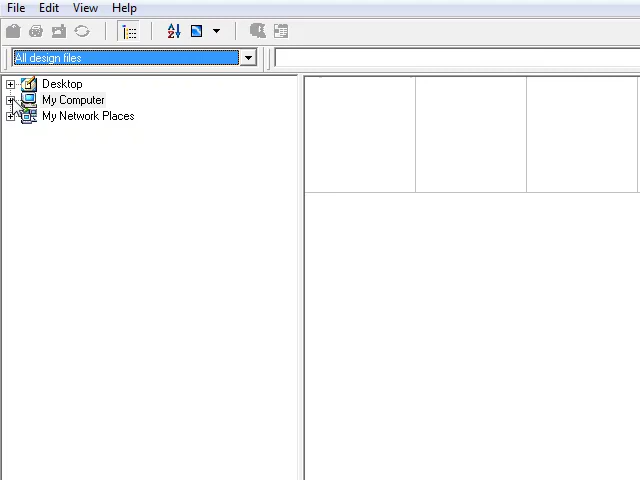 File Edit View Help
All design files
Desktop
My Computer
My Network Places